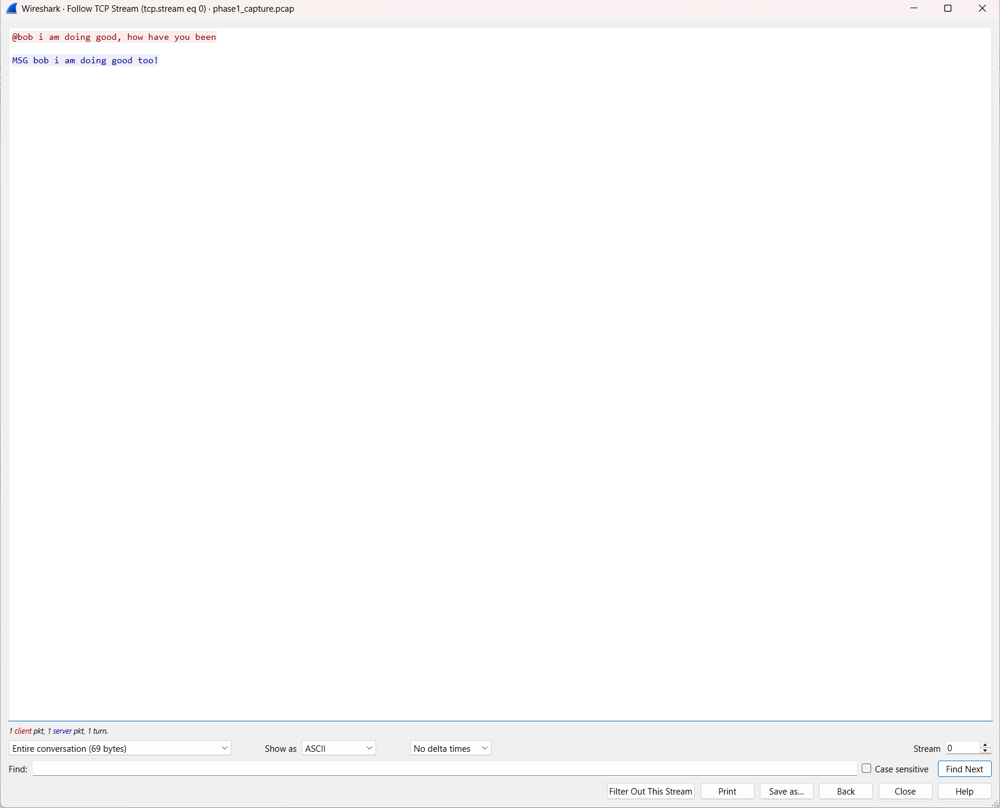 Wireshark · Follow TCP Stream (tcp.stream eq 0) · phase1_capture.pcap
@bob i am doing good, how have you been
MSG bob i am doing good too!
1 client pkt, 1 server pkt, 1 turn.
Entire conversation (69 bytes) Show as ASCII No delta times Stream 0
Find: Case sensitive Find Next
Filter Out This Stream Print Save as... Back Close Help